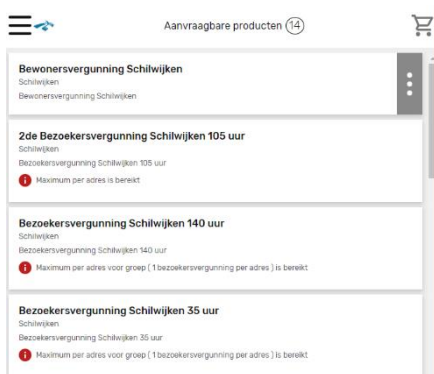 Aanvraagbare producten 14
Bewonersvergunning Schilwijken
Schilwijken
Bewonersvergunning Schilwijken
2de Bezoekersvergunning Schilwijken 105 uur
Schilwijken
Bezoekersvergunning Schilwijken 105 uur
Maximum per adres is bereikt
Bezoekersvergunning Schilwijken 140 uur
Schilwijken
Bezoekersvergunning Schilwijken 140 uur
Maximum per adres voor groep ( 1 bezoekersvergunning per adres ) is bereikt
Bezoekersvergunning Schilwijken 35 uur
Schilwijken
Bezoekersvergunning Schilwijken 35 uur
Maximum per adres voor groep ( 1 bezoekersvergunning per adres ) is bereikt